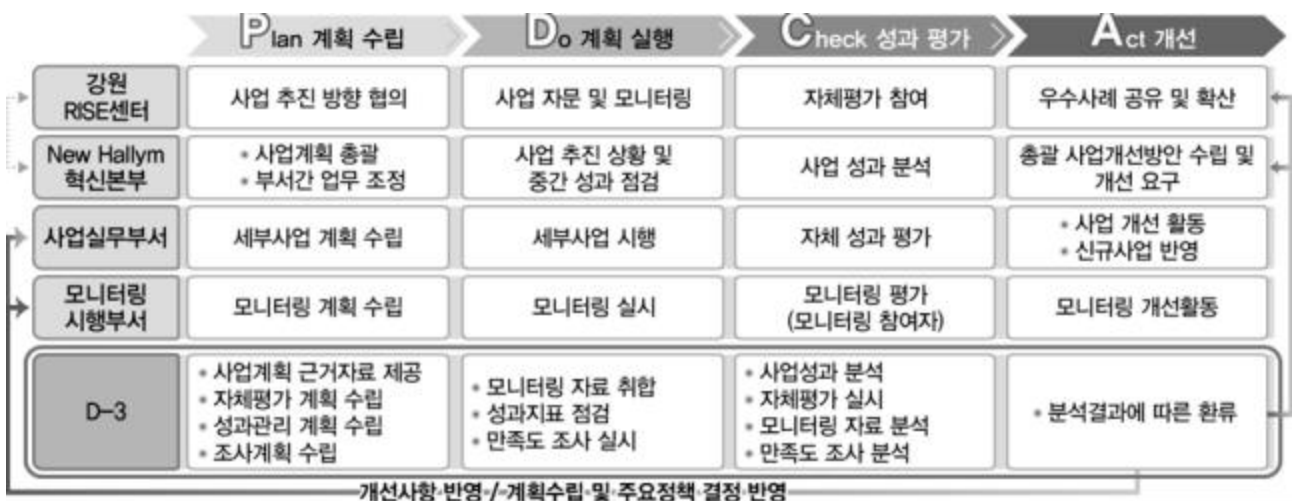 Plan 계획 수립
Do 계획 실행
Check 성과 평가
Act 개선
강원
RISE센터
사업 추진 방향 협의
사업 자문 및 모니터링
자체평가 참여
우수사례 공유 및 확산
New Hallym
혁신본부
• 사업계획 총괄
• 부서간 업무 조정
사업 추진 상황 및
중간 성과 점검
사업 성과 분석
총괄 사업개선방안 수립 및
개선 요구
사업실무부서
세부사업 계획 수립
세부사업 시행
자체 성과 평가
• 사업 개선 활동
• 신규사업 반영
모니터링
시행부서
모니터링 계획 수립
모니터링 실시
모니터링 평가
(모니터링 참여자)
모니터링 개선활동
D-3
• 사업계획 근거자료 제공
• 자체평가 계획 수립
• 성과관리 계획 수립
• 조사계획 수립
• 모니터링 자료 취합
• 성과지표 점검
• 만족도 조사 실시
• 사업성과 분석
• 자체평가 실시
• 모니터링 자료 분석
• 만족도 조사 분석
• 분석결과에 따른 환류
개선사항 반영 / 계획수립 및 주요정책 결정 반영